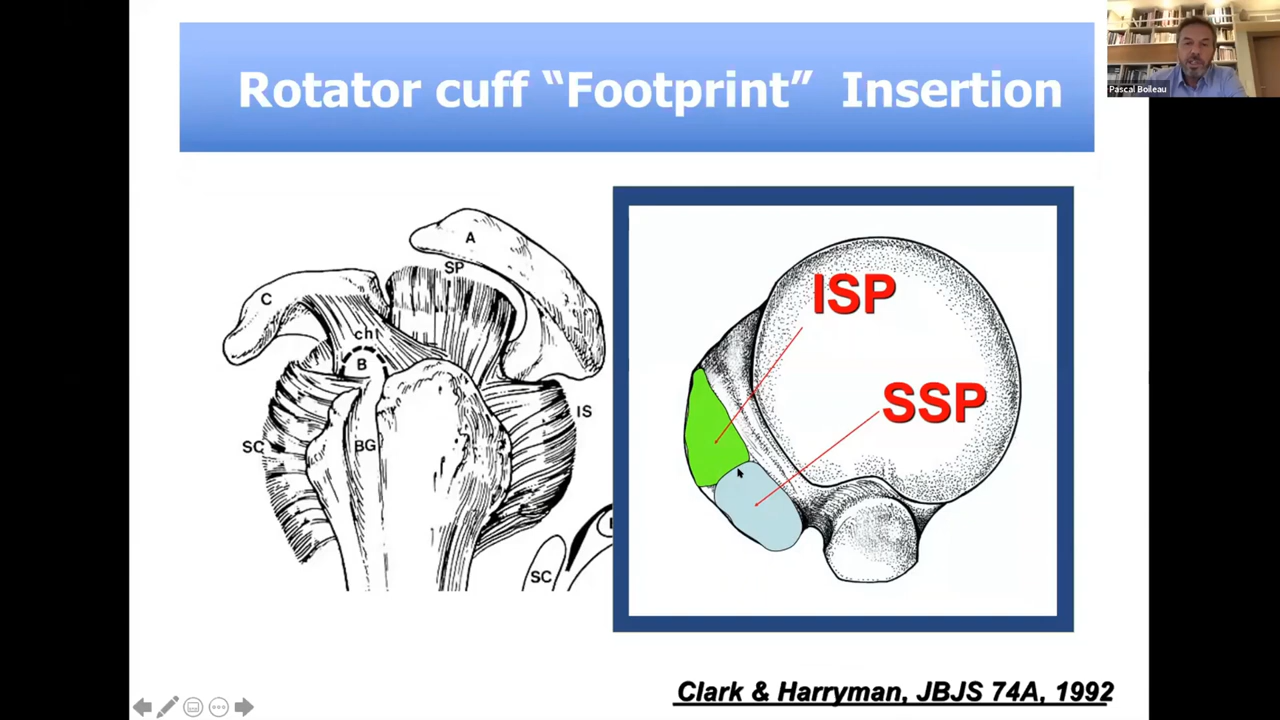 Rotator cuff “Footprint” Insertion
Pascal Boileau
A
SP
C
cht
B
IS
SC
BG
SC
ISP
SSP
Clark & Harryman, JBJS 74A, 1992